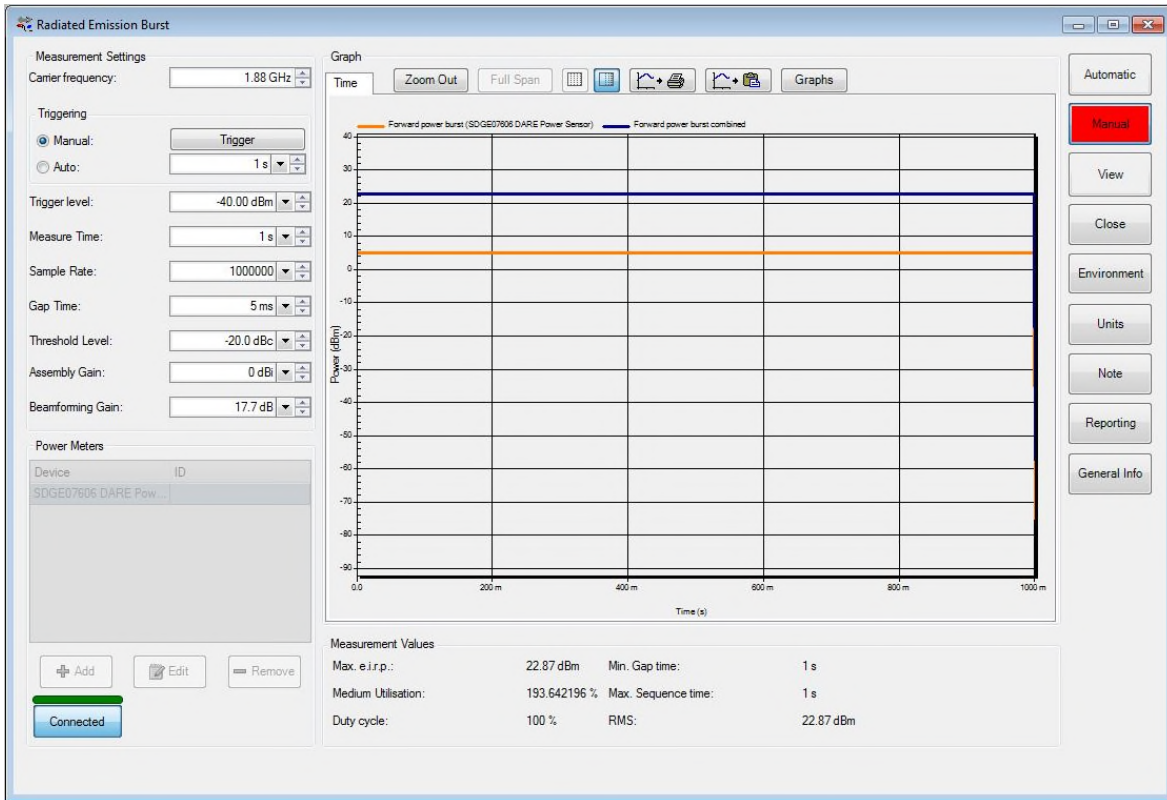 Radiated Emission Burst
Measurement Settings
Carrier frequency: 1.88 GHz
Triggering
Manual: Trigger
Auto: 1 s
Trigger level: -40.00 dBm
Measure Time: 1 s
Sample Rate: 1000000
Gap Time: 5 ms
Threshold Level: -20.0 dBc
Assembly Gain: 0 dBi
Beamforming Gain: 17.7 dB
Power Meters
Device ID
SDGE07606 DARE Pow...
Add Edit Remove
Connected
Graph
Time Zoom Out Full Span Graphs
Forward power burst (SDGE07606 DARE Power Sensor) Forward power burst combined
40
30
20
10
0
-10
-20
-30
-40
-50
-60
-70
-80
-90
Power (dBm)
0.0 200 m 400 m 600 m 800 m 1000 m
Time (s)
Measurement Values
Max. e.i.r.p.: 22.87 dBm Min. Gap time: 1 s
Medium Utilisation: 193.642196 % Max. Sequence time: 1 s
Duty cycle: 100 % RMS: 22.87 dBm
Automatic
Manual
View
Close
Environment
Units
Note
Reporting
General Info